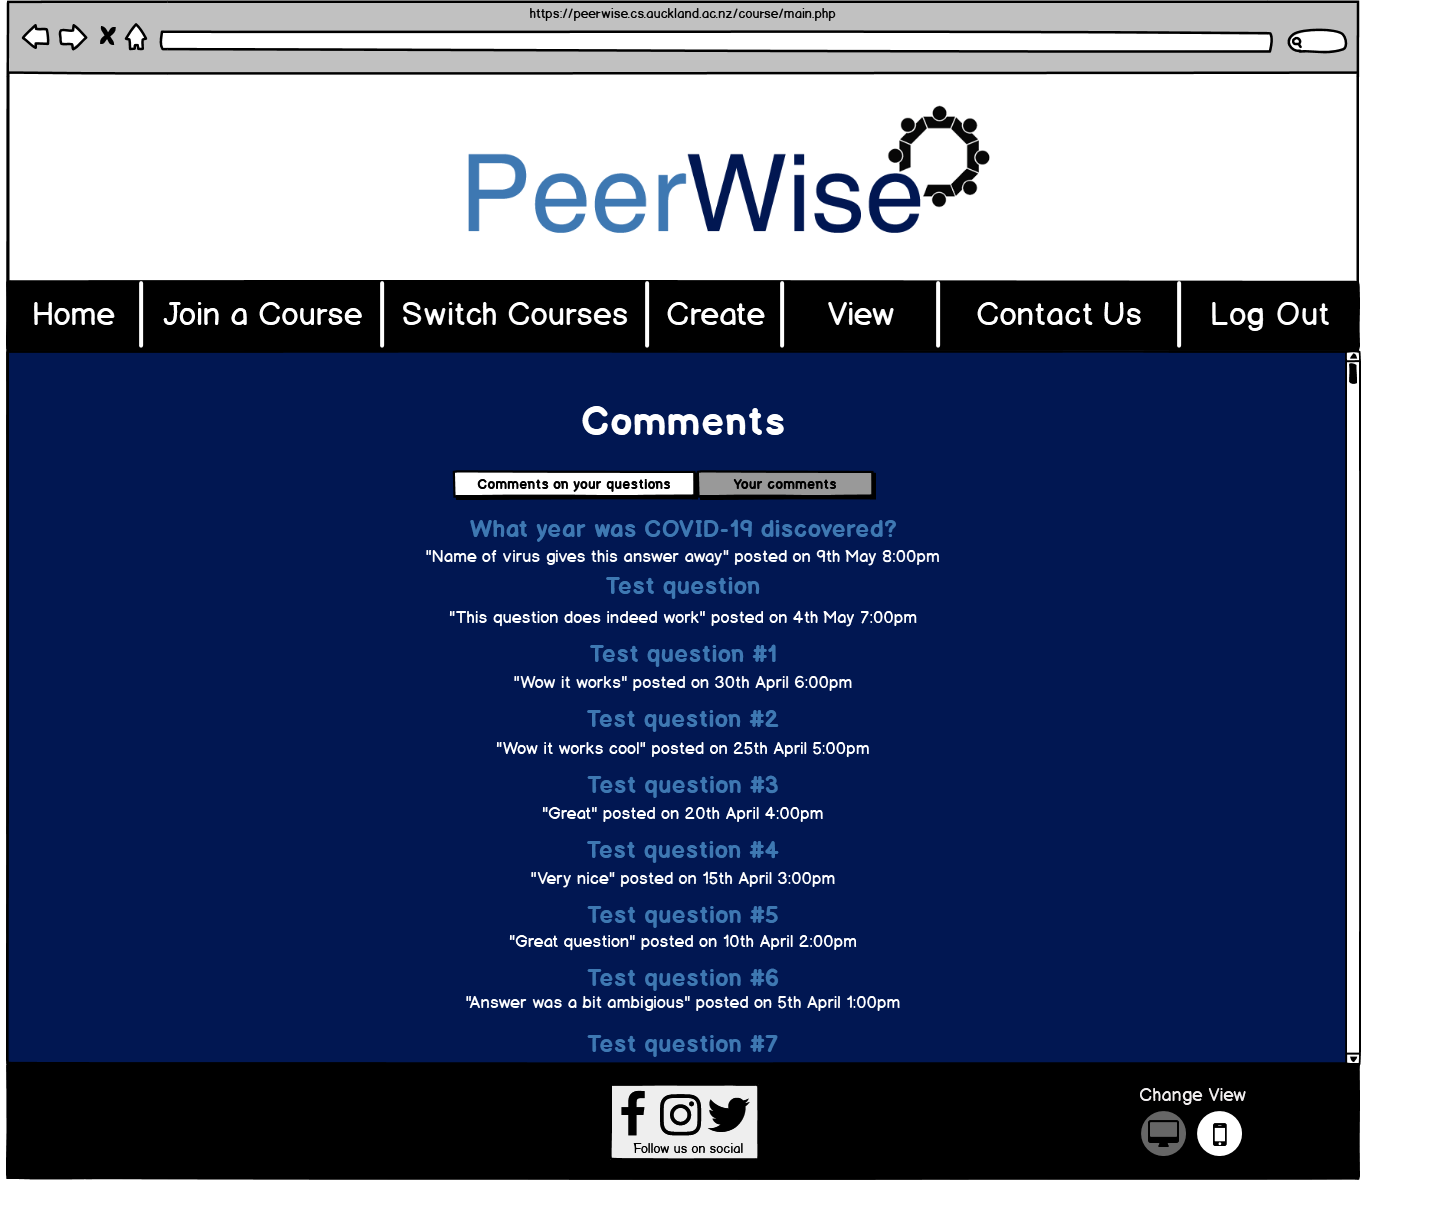 https://peerwise.cs.auckland.ac.nz/course/main.php
PeerWise
Home Join a Course Switch Courses Create View Contact Us Log Out
Comments
Comments on your questions Your comments
What year was COVID-19 discovered?
"Name of virus gives this answer away" posted on 9th May 8:00pm
Test question
"This question does indeed work" posted on 4th May 7:00pm
Test question #1
"Wow it works" posted on 30th April 6:00pm
Test question #2
"Wow it works cool" posted on 25th April 5:00pm
Test question #3
"Great" posted on 20th April 4:00pm
Test question #4
"Very nice" posted on 15th April 3:00pm
Test question #5
"Great question" posted on 10th April 2:00pm
Test question #6
"Answer was a bit ambigious" posted on 5th April 1:00pm
Test question #7
Change View
Follow us on social